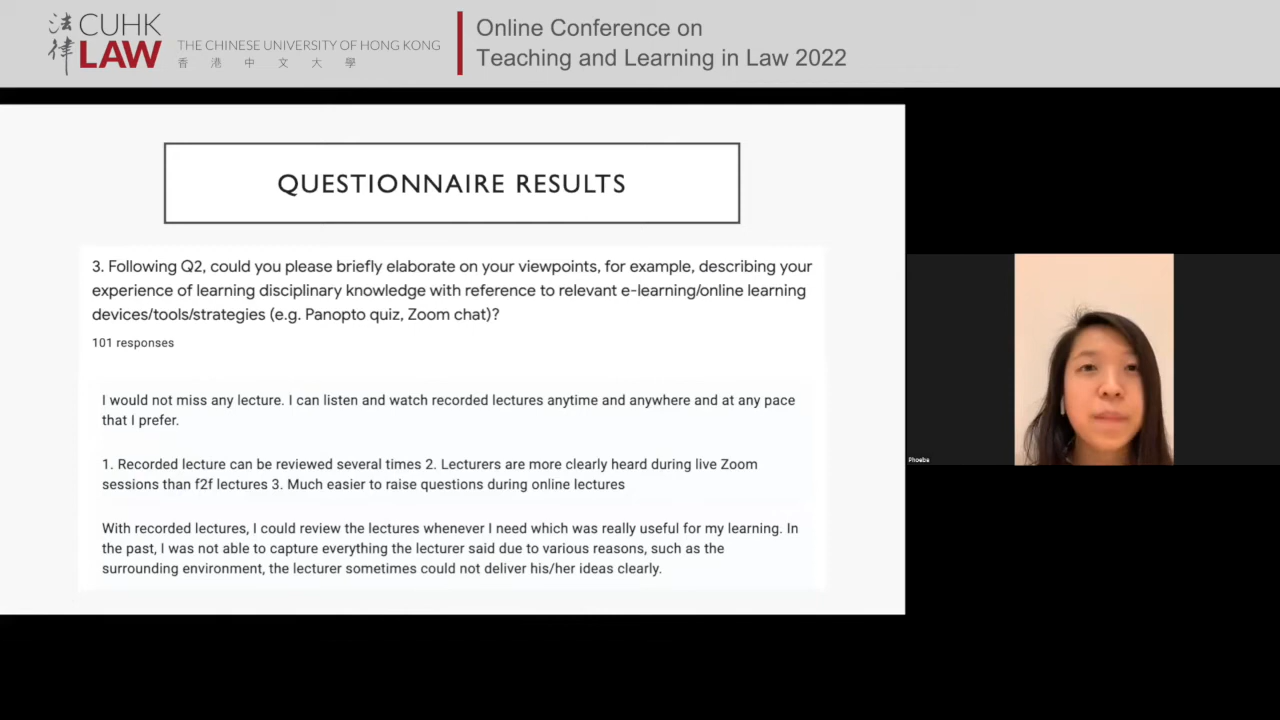 法律 CUHK LAW
THE CHINESE UNIVERSITY OF HONG KONG
香 港 中 文 大 學
Online Conference on
Teaching and Learning in Law 2022
QUESTIONNAIRE RESULTS
3. Following Q2, could you please briefly elaborate on your viewpoints, for example, describing your
experience of learning disciplinary knowledge with reference to relevant e-learning/online learning
devices/tools/strategies (e.g. Panopto quiz, Zoom chat)?
101 responses
I would not miss any lecture. I can listen and watch recorded lectures anytime and anywhere and at any pace
that I prefer.
1. Recorded lecture can be reviewed several times 2. Lecturers are more clearly heard during live Zoom
sessions than f2f lectures 3. Much easier to raise questions during online lectures
With recorded lectures, I could review the lectures whenever I need which was really useful for my learning. In
the past, I was not able to capture everything the lecturer said due to various reasons, such as the
surrounding environment, the lecturer sometimes could not deliver his/her ideas clearly.
Phoebe